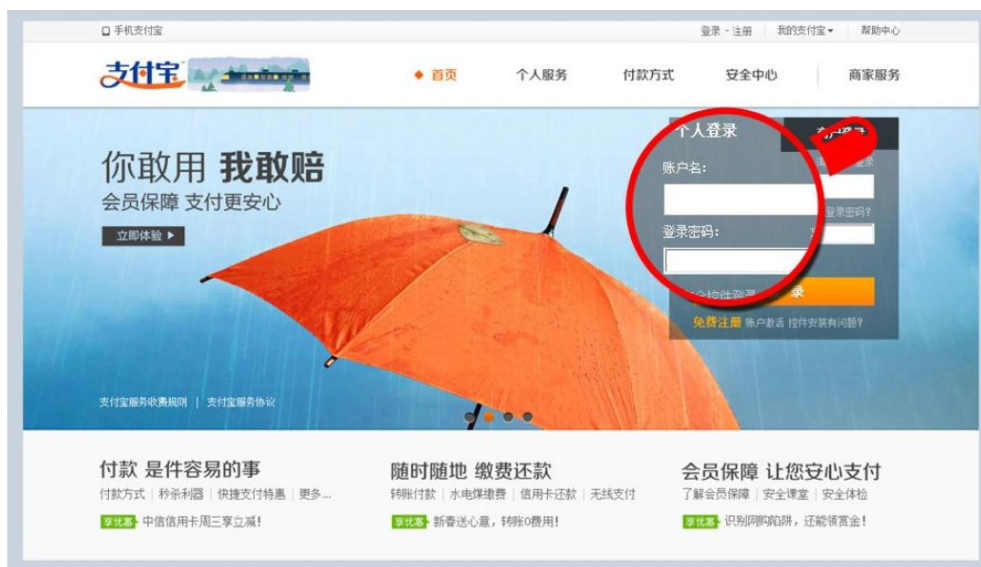 手机支付宝
登录 - 注册 我的支付宝 帮助中心
支付宝
首页 个人服务 付款方式 安全中心 商家服务
你敢用 我敢赔
会员保障 支付更安心
立即体验
个人登录
账户名:
登录
登录密码?
登录密码:
录
免费注册 账户激活 控件安装有问题?
支付宝服务收费规则 | 支付宝服务协议
付款 是件容易的事 随时随地 缴费还款 会员保障 让您安心支付
付款方式 | 秒杀利器 | 快捷支付特惠 | 更多... 转账付款 | 水电煤缴费 | 信用卡还款 | 无线支付 了解会员保障 | 安全课堂 | 安全体检
享优惠 中信信用卡周三享立减! 享优惠 新春送心意，转账0费用! 享优惠 识别网购陷阱，还能领赏金!